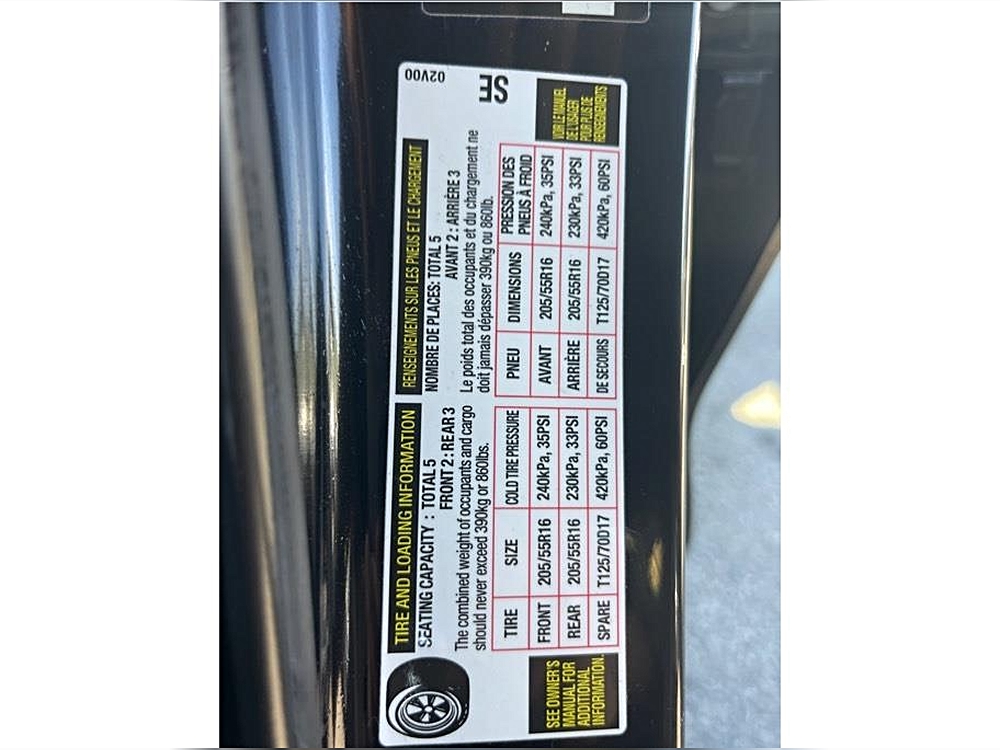 TIRE AND LOADING INFORMATION
SEATING CAPACITY : TOTAL 5
FRONT 2 : REAR 3
The combined weight of occupants and cargo
should never exceed 390kg or 860lbs.
TIRE SIZE COLD TIRE PRESSURE
FRONT 205/55R16 240kPa, 35PSI
REAR 205/55R16 230kPa, 33PSI
SPARE T125/70D17 420kPa, 60PSI
SEE OWNER'S
MANUAL FOR
ADDITIONAL
INFORMATION.
RENSEIGNEMENTS SUR LES PNEUS ET LE CHARGEMENT
NOMBRE DE PLACES: TOTAL 5
AVANT 2 : ARRIÈRE 3
Le poids total des occupants et du chargement ne
doit jamais dépasser 390kg ou 860lb.
PNEU DIMENSIONS PRESSION DES
PNEUS À FROID
AVANT 205/55R16 240kPa, 35PSI
ARRIÈRE 205/55R16 230kPa, 33PSI
DE SECOURS T125/70D17 420kPa, 60PSI
VOIR LE MANUEL
DE L'USAGER
POUR PLUS DE
RENSEIGNEMENTS
02V00
SE